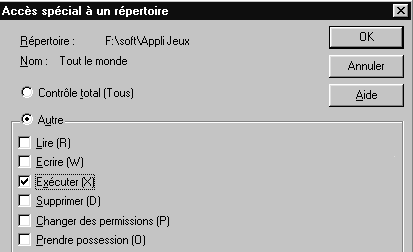 Accès spécial à un répertoire
Répertoire : F:\soft\Appli Jeux
OK
Nom : Tout le monde
Annuler
Contrôle total (Tous)
Aide
Autre
Lire (R)
Ecrire (W)
Exécuter (X)
Supprimer (D)
Changer des permissions (P)
Prendre possession (O)